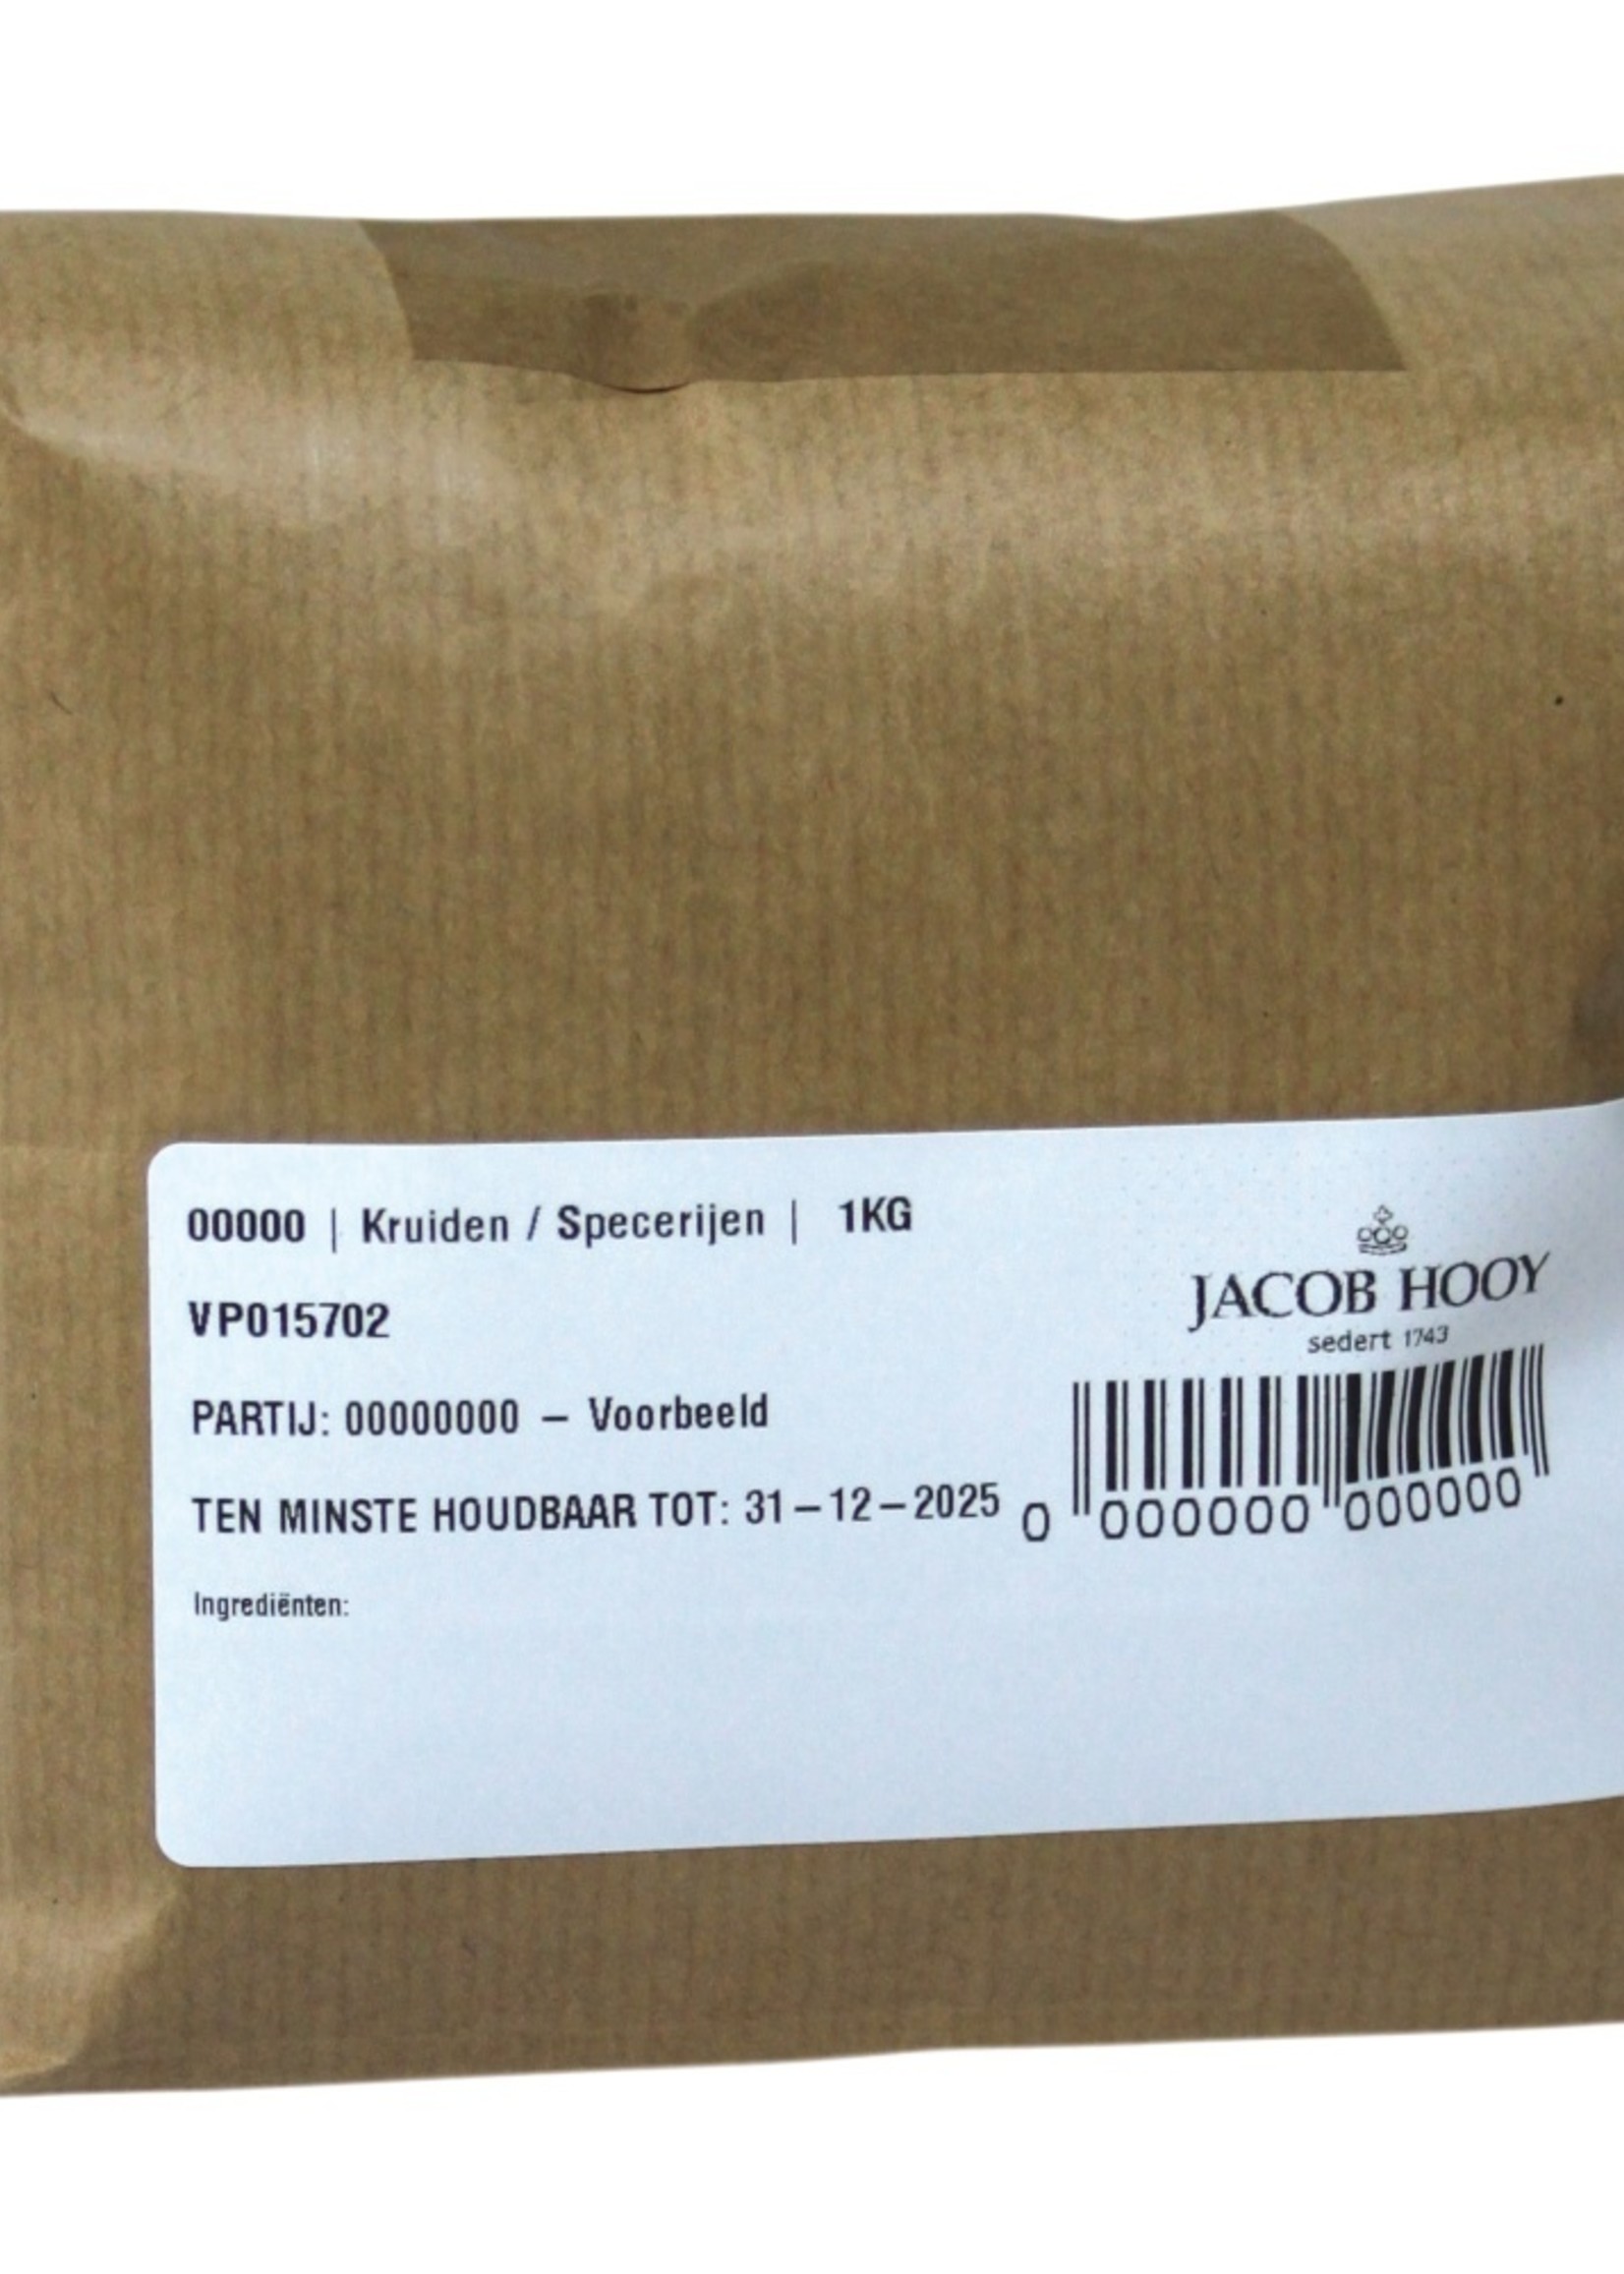 00000 | Kruiden / Specerijen | 1KG
VP015702
PARTIJ: 00000000 – Voorbeeld
TEN MINSTE HOUDBAAR TOT: 31–12–2025
Ingrediënten:
JACOB HOOY
sedert 1743
0 000000 000000